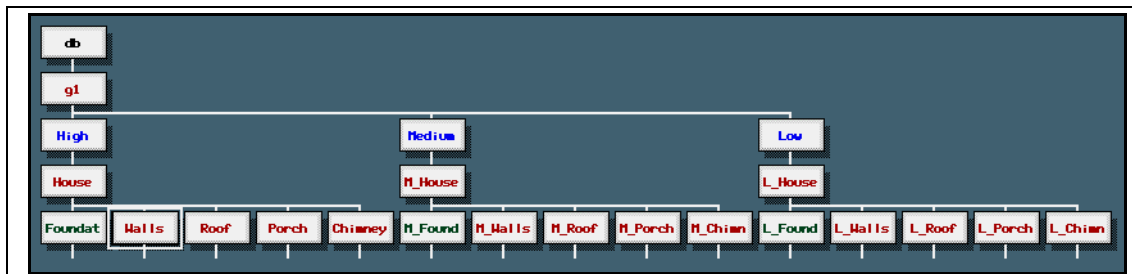 db
g1
High Medium Low
House M_House L_House
Foundat Walls Roof Porch Chimney M_Found M_Walls M_Roof M_Porch M_Chimn L_Found L_Walls L_Roof L_Porch L_Chimn